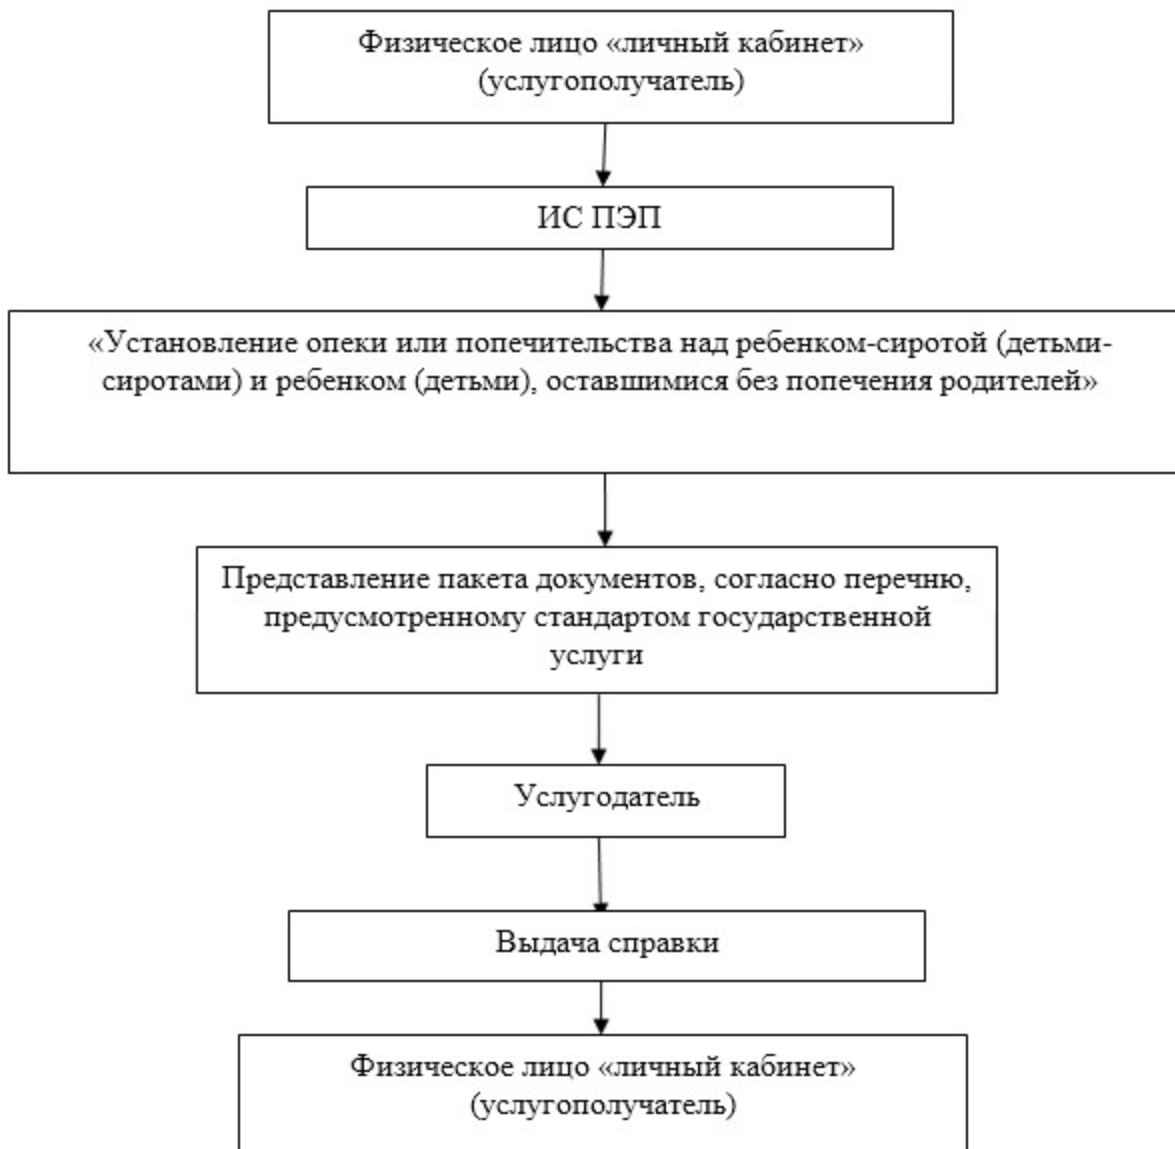 Физическое лицо «личный кабинет»
(услугополучатель)
ИС ПЭП
«Установление опеки или попечительства над ребенком-сиротой (детьми-
сиротами) и ребенком (детьми), оставшимися без попечения родителей»
Представление пакета документов, согласно перечню,
предусмотренному стандартом государственной
услуги
Услугодатель
Выдача справки
Физическое лицо «личный кабинет»
(услугополучатель)